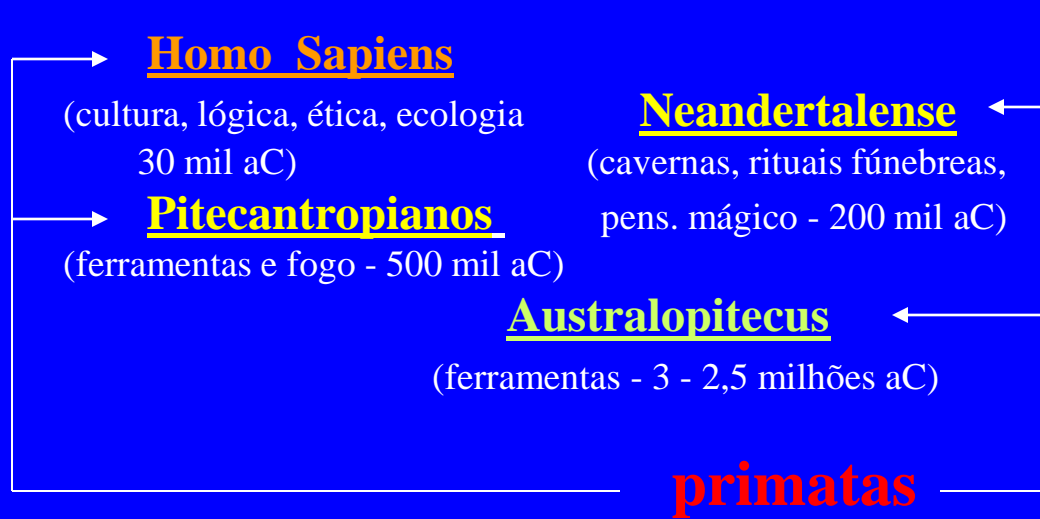 Homo Sapiens
(cultura, lógica, ética, ecologia
30 mil aC)
Neandertalense
(cavernas, rituais fúnebreas,
pens. mágico - 200 mil aC)
Pitecantropianos
(ferramentas e fogo - 500 mil aC)
Australopitecus
(ferramentas - 3 - 2,5 milhões aC)
primatas